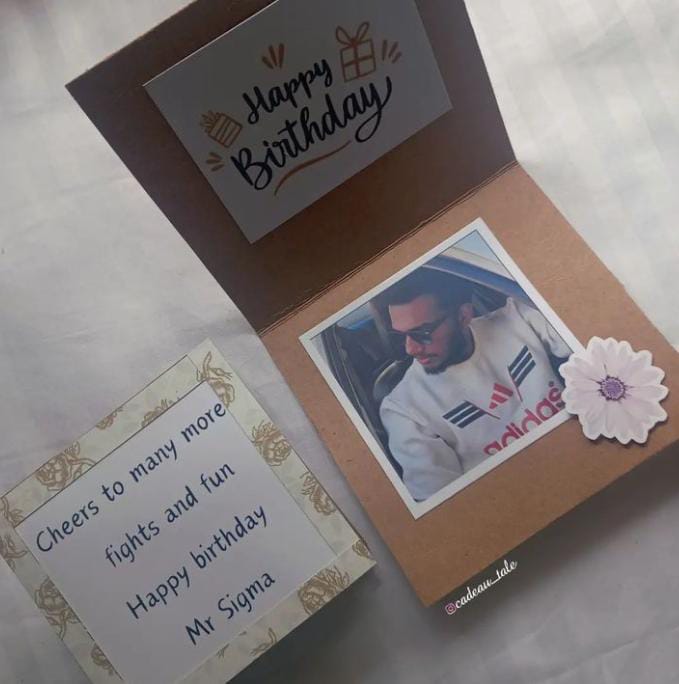 Happy
Birthday
adidas
Cheers to many more
fights and fun
Happy birthday
Mr Sigma
@cadeau_tale